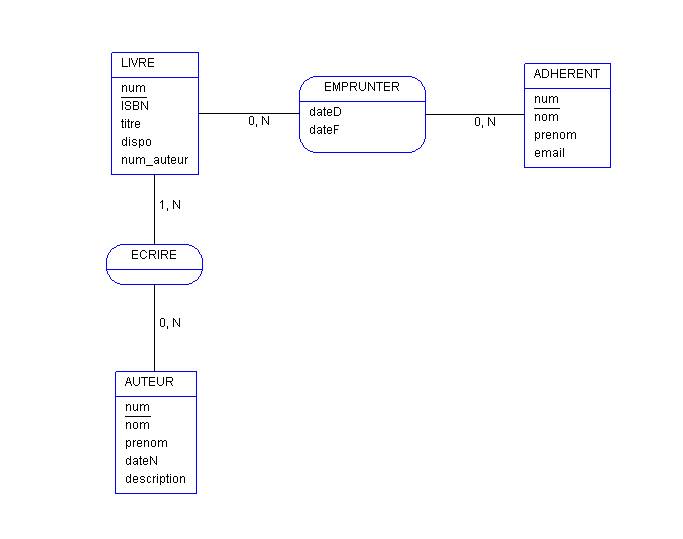 LIVRE
num
ISBN
titre
dispo
num_auteur
0, N
EMPRUNTER
dateD
dateF
0, N
ADHERENT
num
nom
prenom
email
1, N
ECRIRE
0, N
AUTEUR
num
nom
prenom
dateN
description